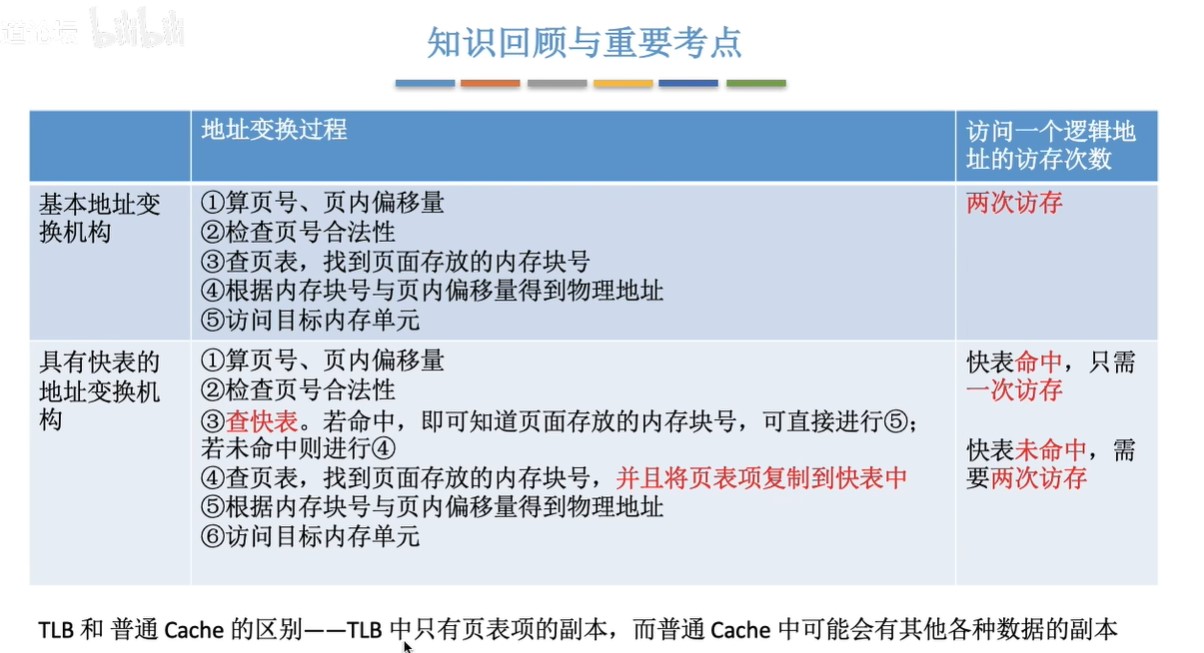 bilibili
知识回顾与重要考点
地址变换过程
访问一个逻辑地
址的访存次数
基本地址变
换机构
①算页号、页内偏移量
②检查页号合法性
③查页表，找到页面存放的内存块号
④根据内存块号与页内偏移量得到物理地址
⑤访问目标内存单元
两次访存
具有快表的
地址变换机
构
①算页号、页内偏移量
②检查页号合法性
③查快表。若命中，即可知道页面存放的内存块号，可直接进行⑤；
若未命中则进行④
④查页表，找到页面存放的内存块号，并且将页表项复制到快表中
⑤根据内存块号与页内偏移量得到物理地址
⑥访问目标内存单元
快表命中，只需
一次访存
快表未命中，需
要两次访存
TLB 和 普通 Cache 的区别——TLB 中只有页表项的副本，而普通 Cache 中可能会有其他各种数据的副本